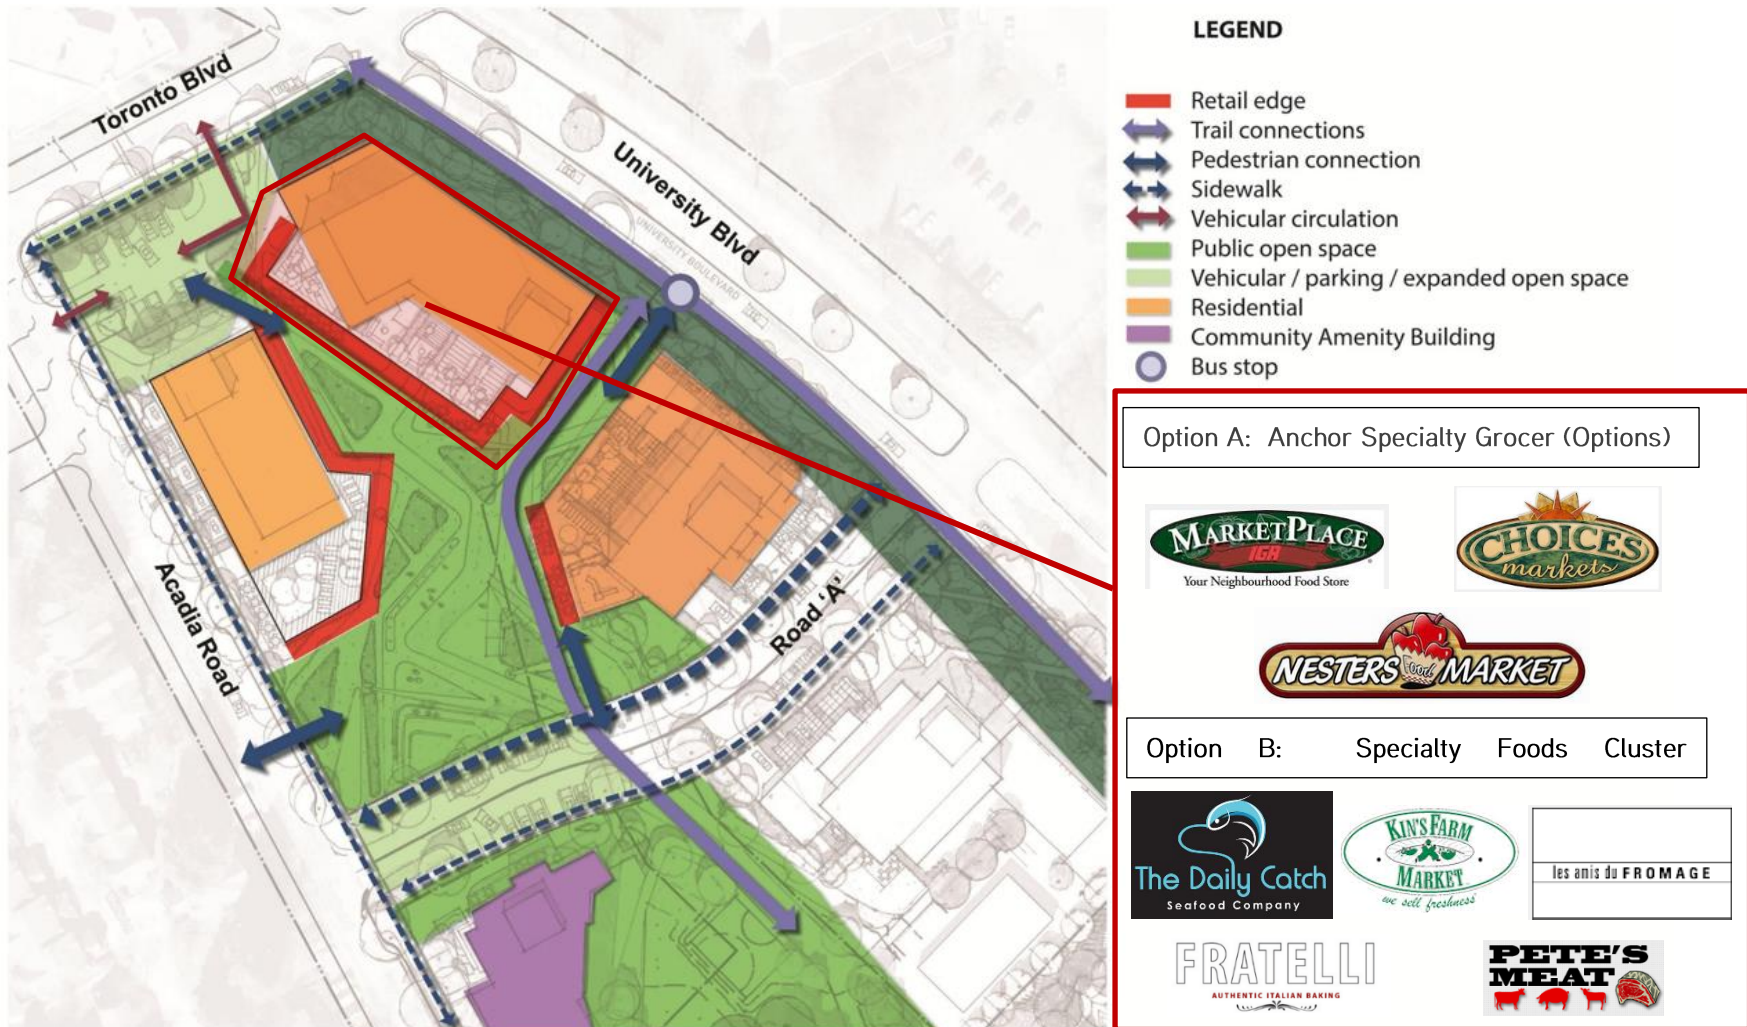 LEGEND
Retail edge
Trail connections
Pedestrian connection
Sidewalk
Vehicular circulation
Public open space
Vehicular / parking / expanded open space
Residential
Community Amenity Building
Bus stop
Toronto Blvd
University Blvd
UNIVERSITY BOULEVARD
Acadia Road
Road 'A'
Option A: Anchor Specialty Grocer (Options)
MARKETPLACE
IGA
Your Neighbourhood Food Store
CHOICES
markets
NESTERS food MARKET
Option B: Specialty Foods Cluster
The Daily Catch
Seafood Company
KIN'S FARM
MARKET
we sell freshness
les amis du FROMAGE
FRATELLI
AUTHENTIC ITALIAN BAKING
PETE'S
MEAT